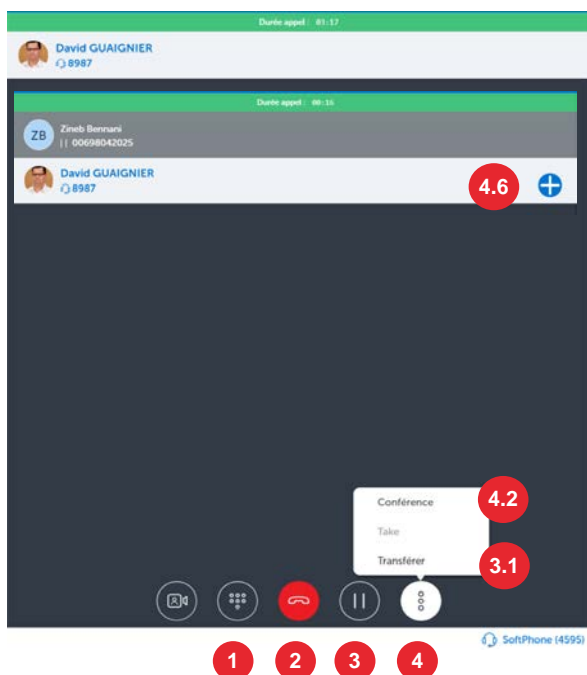 Durée appel : 01:17
David GUAIGNIER
8987
Durée appel : 00:16
ZB
Zineb Bennani
|| 00698042025
David GUAIGNIER
8987
4.6
Conférence
4.2
Take
Transférer
3.1
SoftPhone (4595)
1
2
3
4